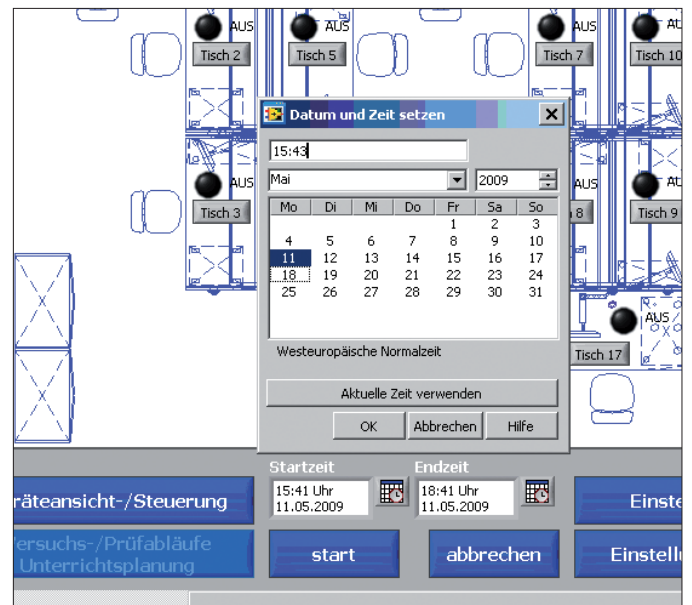 AUS
AUS
AUS
AUS
Tisch 2
Tisch 5
Tisch 7
Tisch 10
Datum und Zeit setzen
15:43
Mai
2009
Mo Di Mi Do Fr Sa So
1 2 3
4 5 6 7 8 9 10
11 12 13 14 15 16 17
18 19 20 21 22 23 24
25 26 27 28 29 30 31
Westeuropäische Normalzeit
Aktuelle Zeit verwenden
OK
Abbrechen
Hilfe
AUS
Tisch 3
AUS
8
AU
Tisch 9
AUS
Tisch 17
Startzeit
Endzeit
15:41 Uhr
11.05.2009
18:41 Uhr
11.05.2009
räteansicht-/Steuerung
Einste
ersuchs-/Prüfabläufe
Unterrichtsplanung
start
abbrechen
Einstell